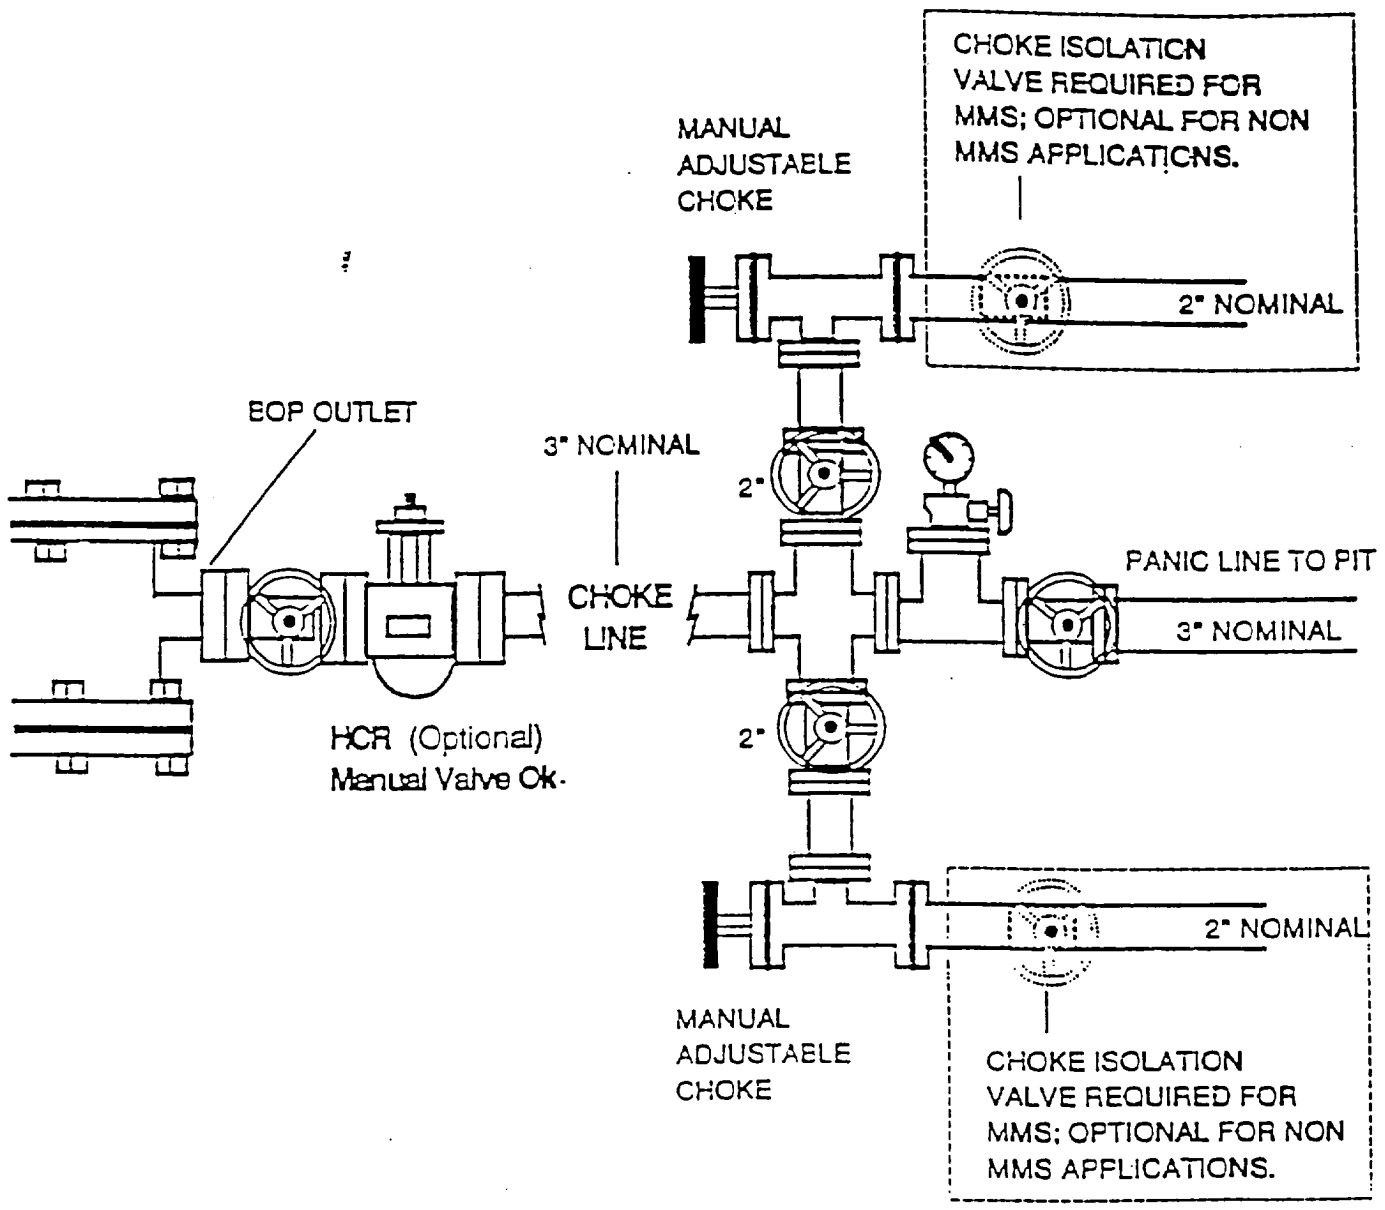 CHOKE ISOLATION
VALVE REQUIRED FOR
MMS; OPTIONAL FOR NON
MMS APPLICATIONS.
MANUAL
ADJUSTABLE
CHOKE
2" NOMINAL
BOP OUTLET
3" NOMINAL
2"
PANIC LINE TO PIT
CHOKE
LINE
3" NOMINAL
HCR (Optional)
Manual Valve Ok.
2"
2" NOMINAL
MANUAL
ADJUSTABLE
CHOKE
CHOKE ISOLATION
VALVE REQUIRED FOR
MMS; OPTIONAL FOR NON
MMS APPLICATIONS.